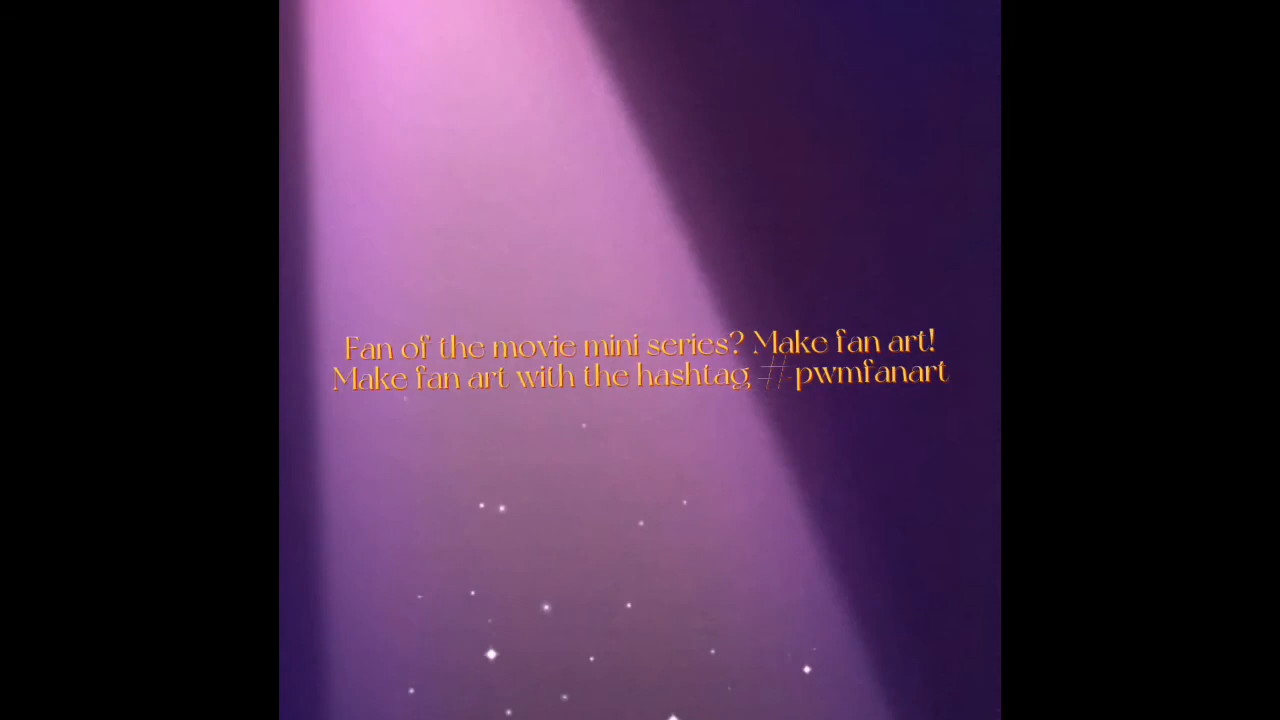 Fan of the movie mini series? Make fan art!
Make fan art with the hashtag #pwmfanart